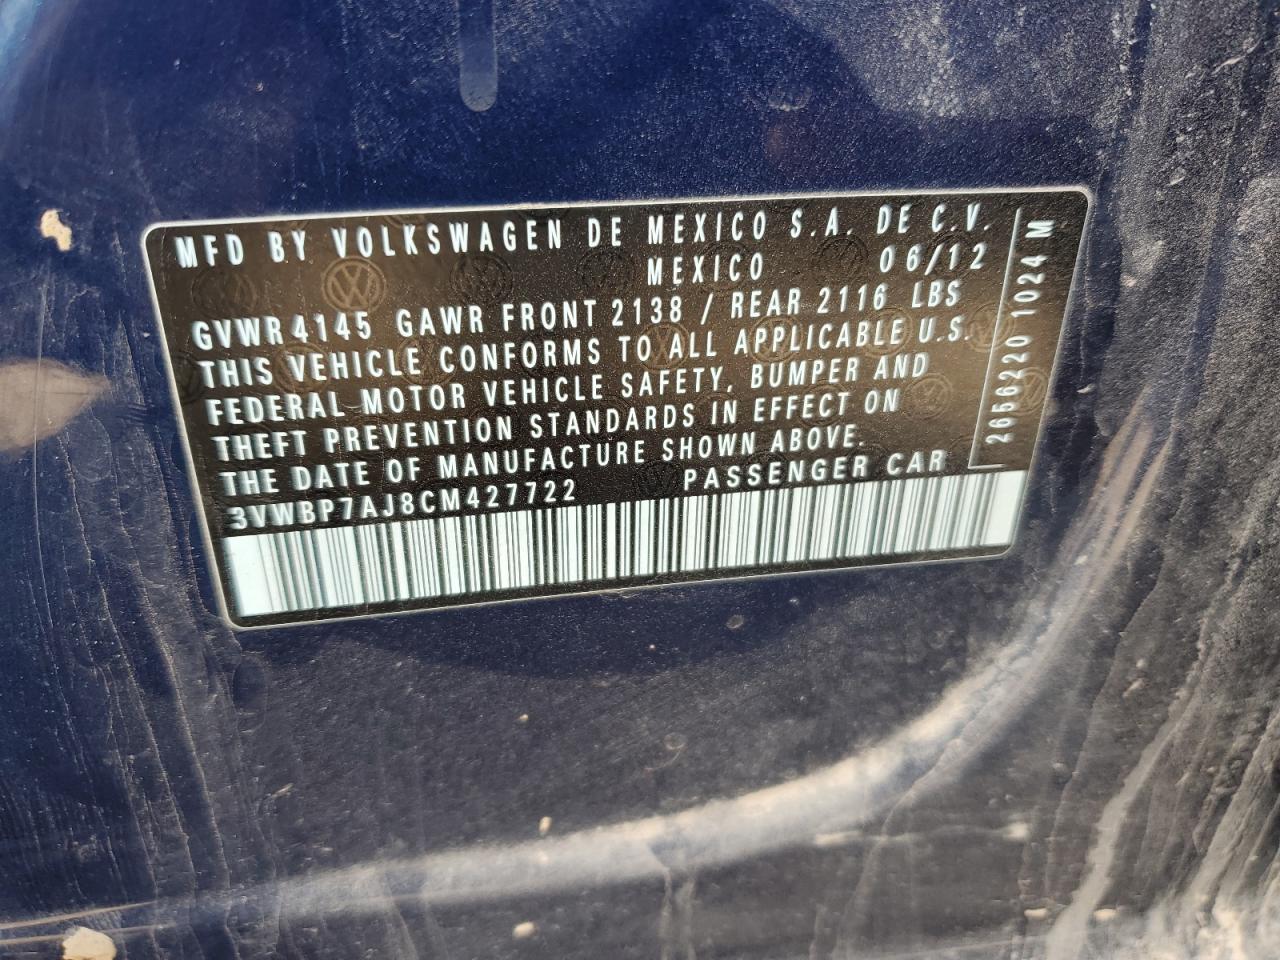 MFD BY VOLKSWAGEN DE MEXICO S.A. DE C.V.
MEXICO 06/12
GVWR 4145 GAWR FRONT 2138 / REAR 2116 LBS
THIS VEHICLE CONFORMS TO ALL APPLICABLE U.S.
FEDERAL MOTOR VEHICLE SAFETY, BUMPER AND
THEFT PREVENTION STANDARDS IN EFFECT ON
THE DATE OF MANUFACTURE SHOWN ABOVE.
3VWBP7AJ8CM427722 PASSENGER CAR
2656220 1024 M